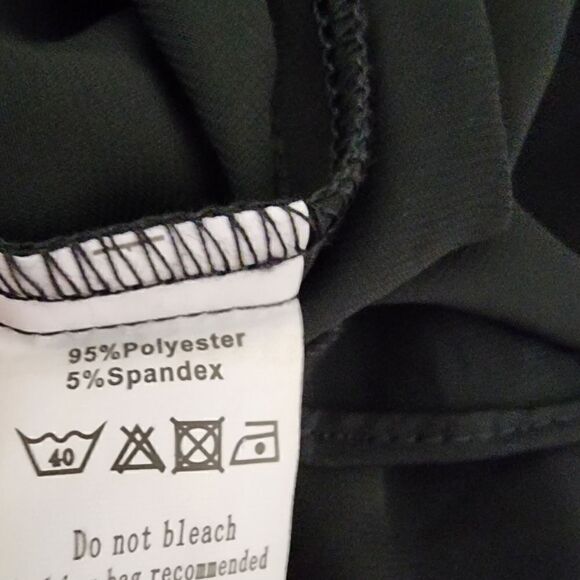 95%Polyester
5%Spandex
40
Do not bleach
bag recommended